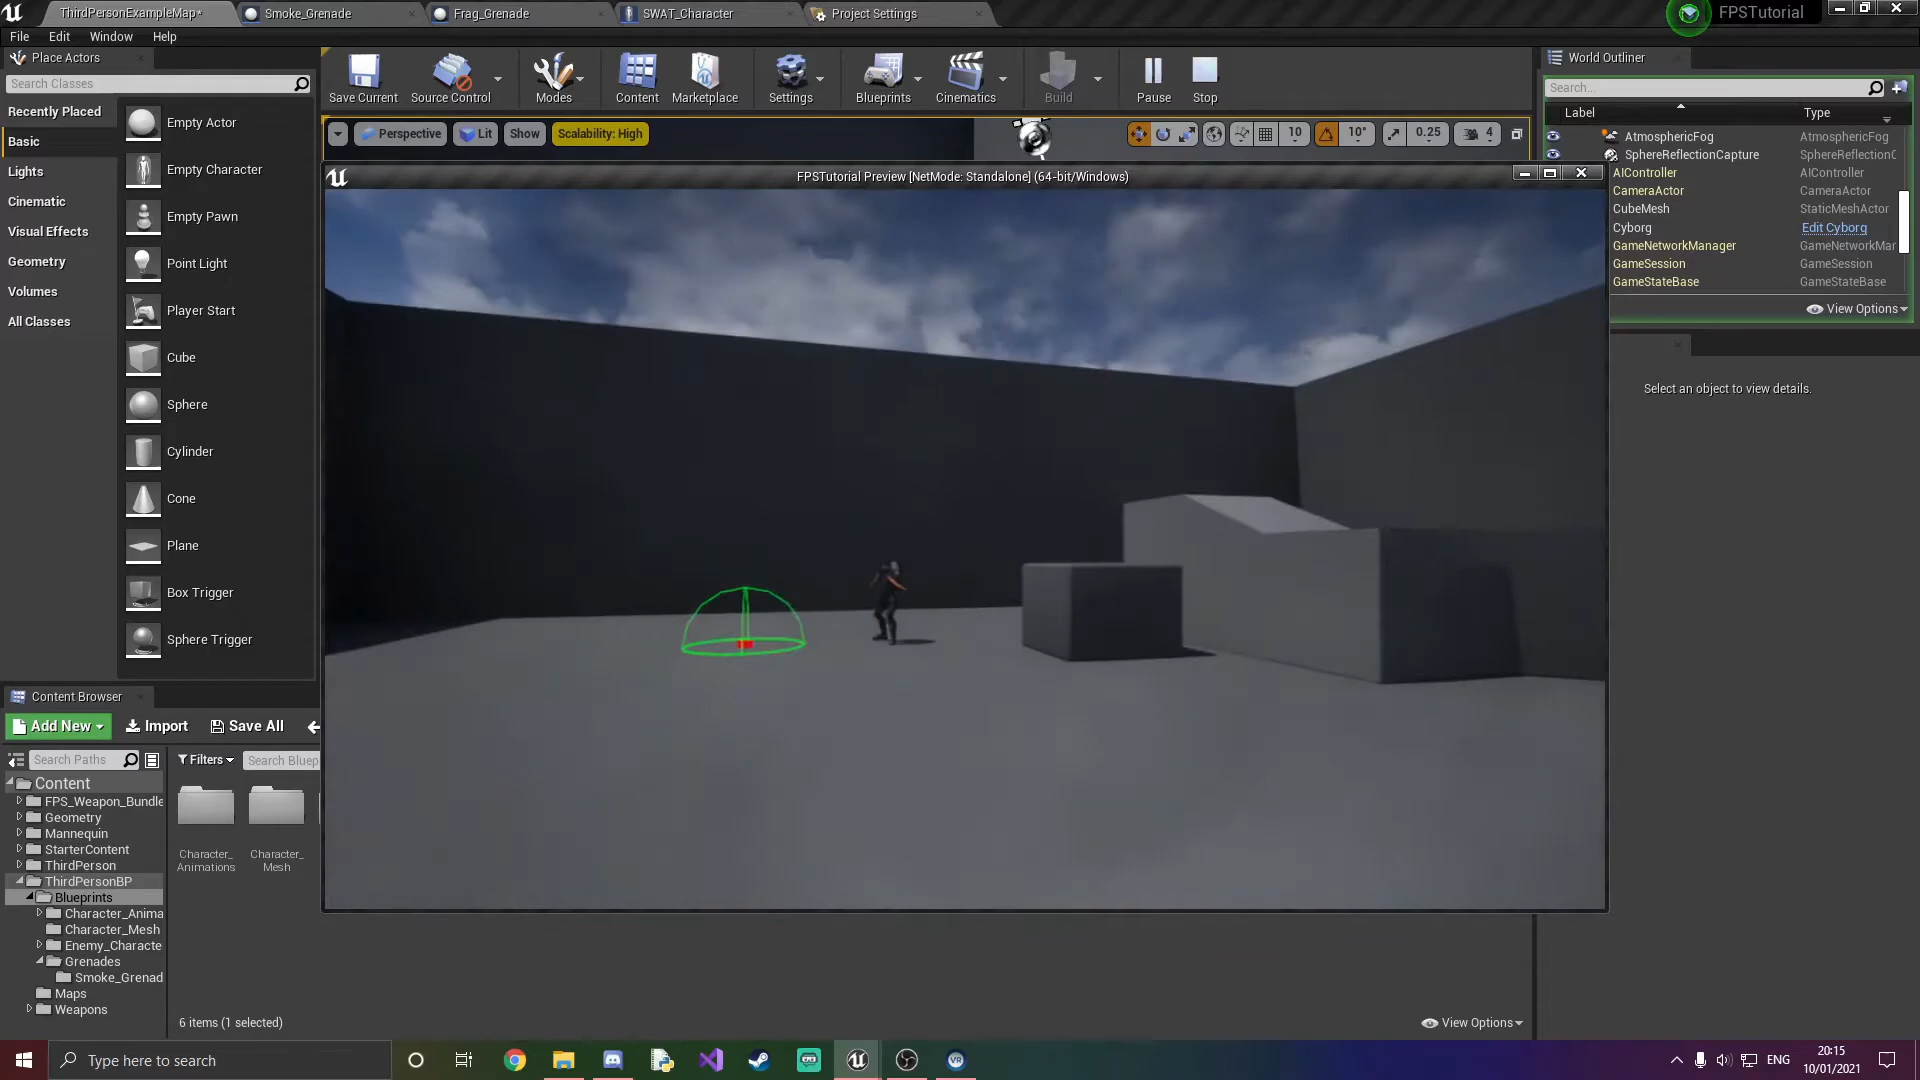 ThirdPersonExampleMap*
Smoke_Grenade
Frag_Grenade
SWAT_Character
Project Settings
FPSTutorial
File
Edit
Window
Help
Place Actors
Search Classes
Recently Placed
Basic
Lights
Cinematic
Visual Effects
Geometry
Volumes
All Classes
Empty Actor
Empty Character
Empty Pawn
Point Light
Player Start
Cube
Sphere
Cylinder
Cone
Plane
Box Trigger
Sphere Trigger
Save Current
Source Control
Modes
Content
Marketplace
Settings
Blueprints
Cinematics
Build
Pause
Stop
Perspective
Lit
Show
Scalability: High
10
10°
0.25
4
FPSTutorial Preview [NetMode: Standalone] (64-bit/Windows)
World Outliner
Search...
Label
Type
AtmosphericFog
AtmosphericFog
SphereReflectionCapture
SphereReflectionC
AIController
AIController
CameraActor
CameraActor
CubeMesh
StaticMeshActor
Cyborg
Edit Cyborg
GameNetworkManager
GameNetworkMar
GameSession
GameSession
GameStateBase
GameStateBase
View Options
Select an object to view details.
Content Browser
Add New
Import
Save All
Search Paths
Filters
Search Bluep
Content
FPS_Weapon_Bundle
Geometry
Mannequin
StarterContent
ThirdPerson
ThirdPersonBP
Blueprints
Character_Anima
Character_Mesh
Enemy_Characte
Grenades
Smoke_Grenad
Maps
Weapons
Character_
Animations
Character_
Mesh
6 items (1 selected)
View Options
Type here to search
ENG
20:15
10/01/2021